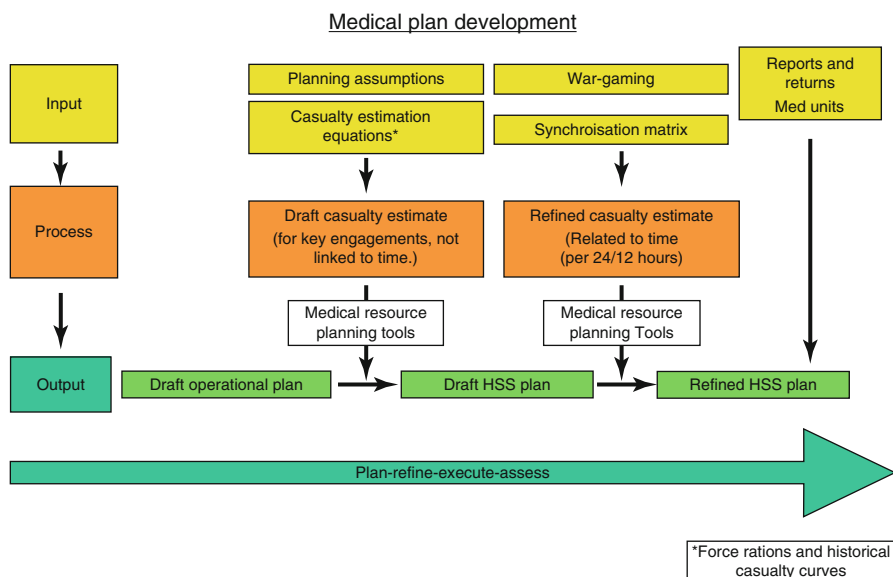 Medical plan development
Input
Planning assumptions
War-gaming
Reports and
returns
Med units
Casualty estimation
equations*
Synchroisation matrix
Process
Draft casualty estimate
(for key engagements, not
linked to time.)
Refined casualty estimate
(Related to time
(per 24/12 hours)
Medical resource
planning tools
Medical resource
planning Tools
Output
Draft operational plan
Draft HSS plan
Refined HSS plan
Plan-refine-execute-assess
*Force rations and historical
casualty curves